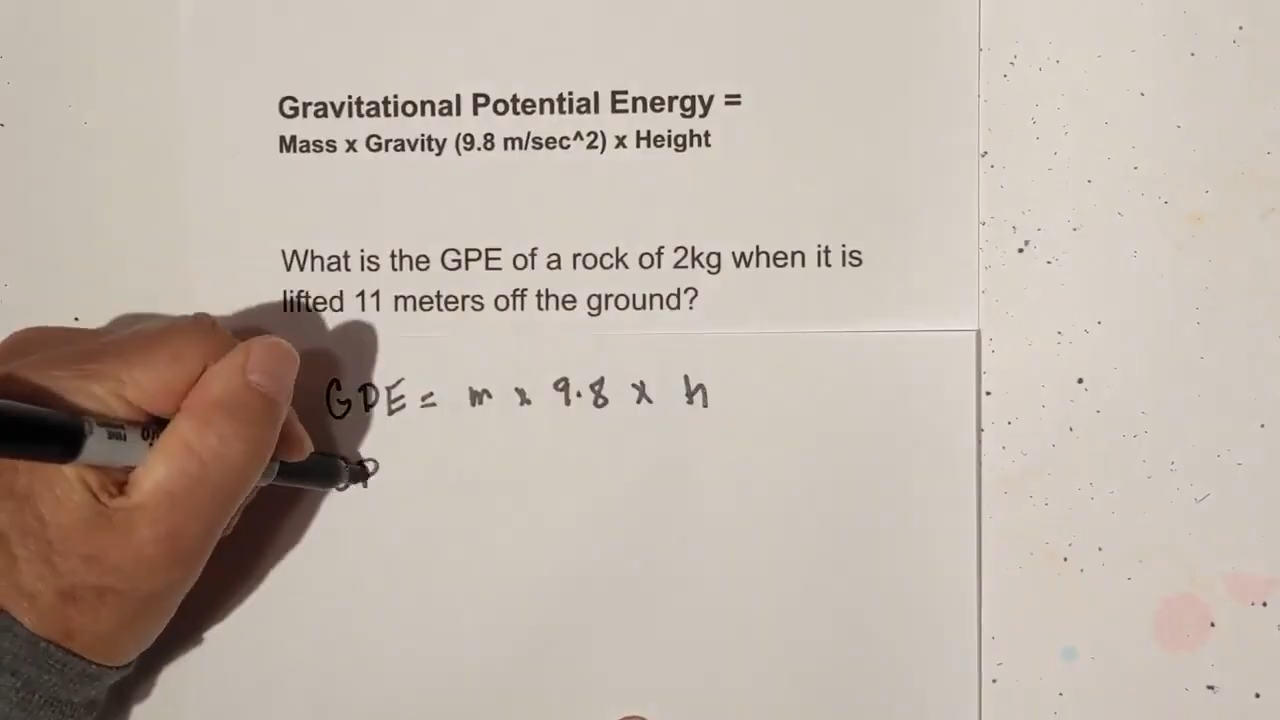 Gravitational Potential Energy =
Mass x Gravity (9.8 m/sec^2) x Height
What is the GPE of a rock of 2kg when it is
lifted 11 meters off the ground?
GPE = m x 9.8 x h
GP